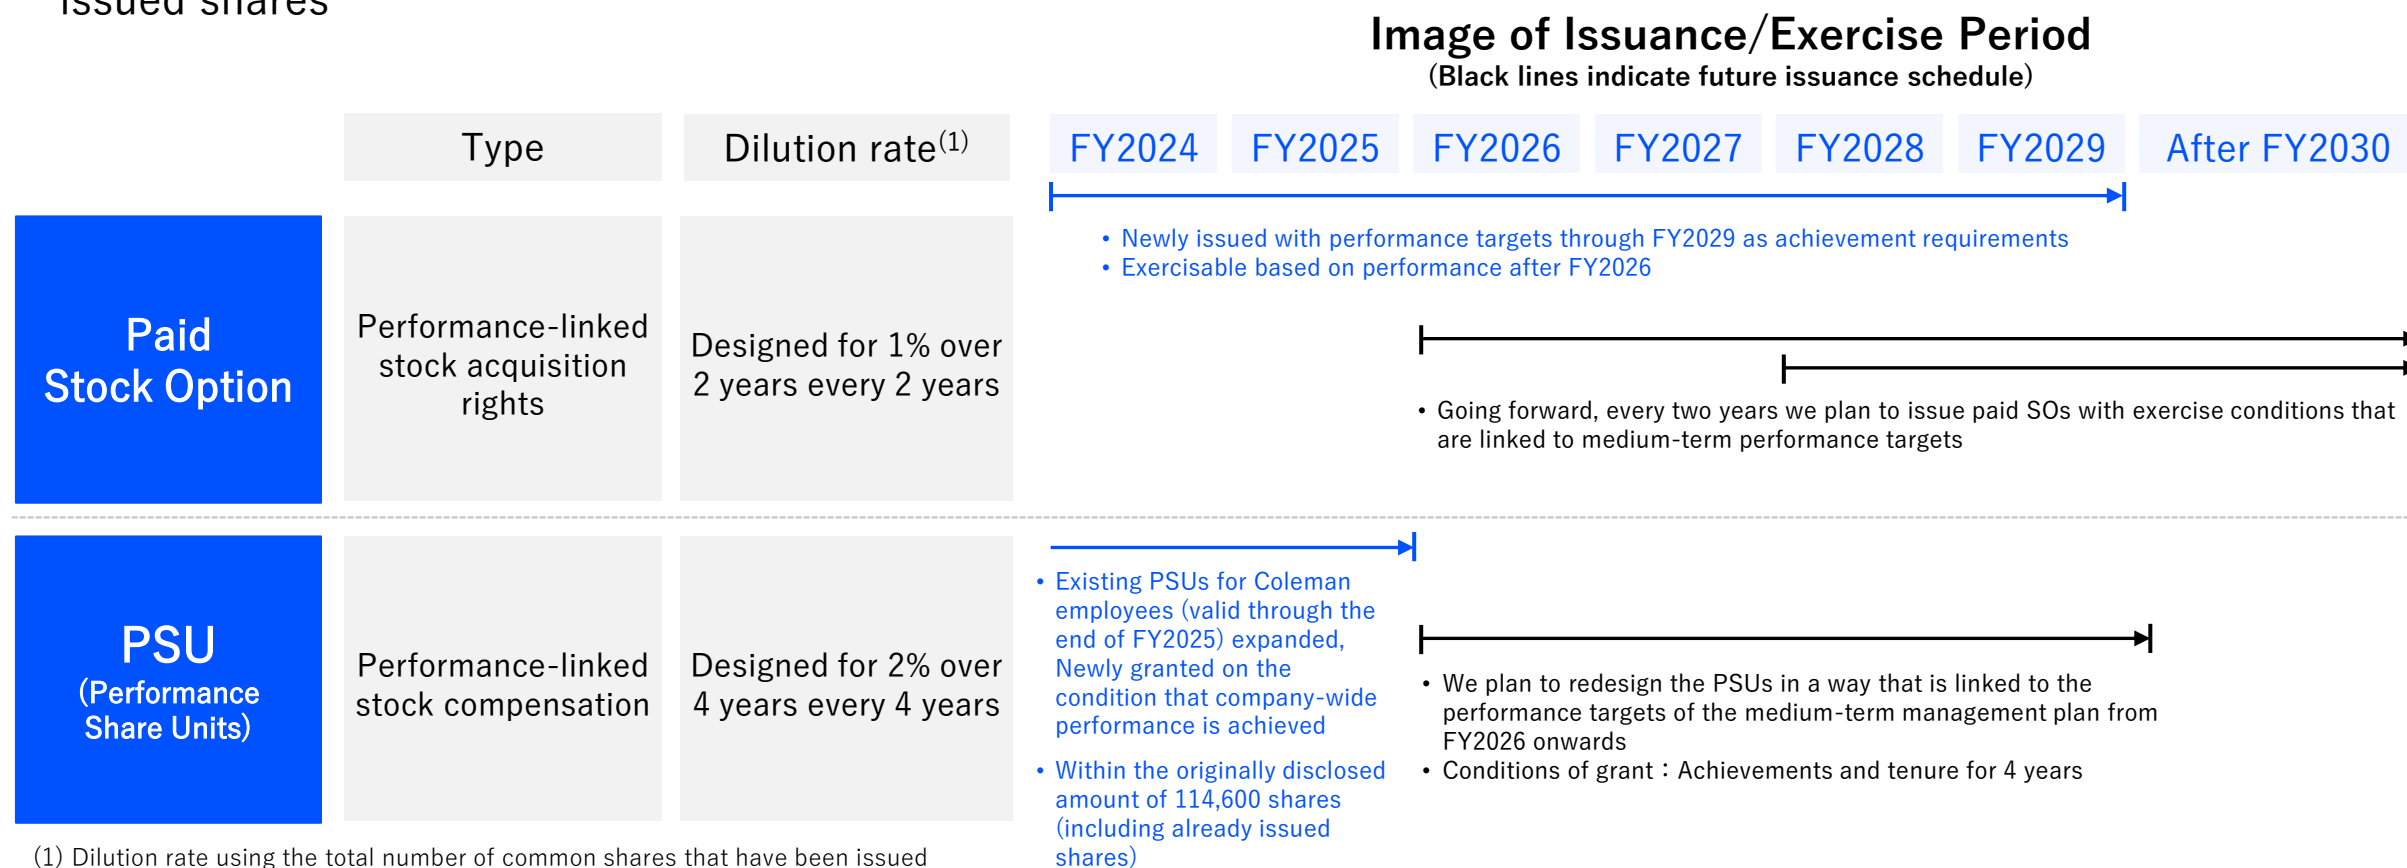 issued shares
Image of Issuance/Exercise Period
(Black lines indicate future issuance schedule)
Type
Dilution rate(1)
FY2024
FY2025
FY2026
FY2027
FY2028
FY2029
After FY2030
Paid
Stock Option
Performance-linked
stock acquisition
rights
Designed for 1% over
2 years every 2 years
• Newly issued with performance targets through FY2029 as achievement requirements
• Exercisable based on performance after FY2026
• Going forward, every two years we plan to issue paid SOs with exercise conditions that
are linked to medium-term performance targets
PSU
(Performance
Share Units)
Performance-linked
stock compensation
Designed for 2% over
4 years every 4 years
• Existing PSUs for Coleman
employees (valid through the
end of FY2025) expanded,
Newly granted on the
condition that company-wide
performance is achieved
• Within the originally disclosed
amount of 114,600 shares
(including already issued
shares)
• We plan to redesign the PSUs in a way that is linked to the
performance targets of the medium-term management plan from
FY2026 onwards
• Conditions of grant：Achievements and tenure for 4 years
(1) Dilution rate using the total number of common shares that have been issued